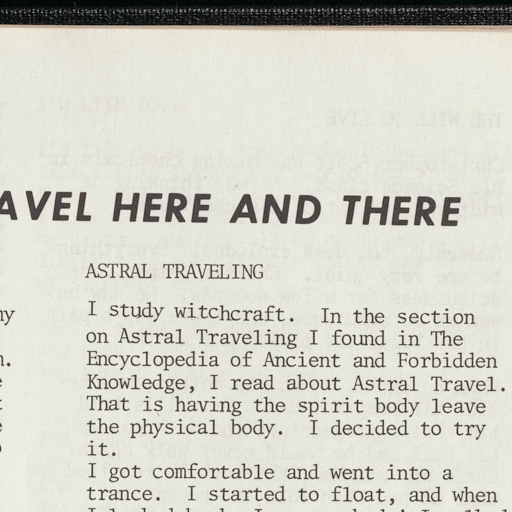 AVEL HERE AND THERE
ASTRAL TRAVELING
I study witchcraft. In the section
on Astral Traveling I found in The
Encyclopedia of Ancient and Forbidden
Knowledge, I read about Astral Travel.
That is having the spirit body leave
the physical body. I decided to try
it.
I got comfortable and went into a
trance. I started to float, and when